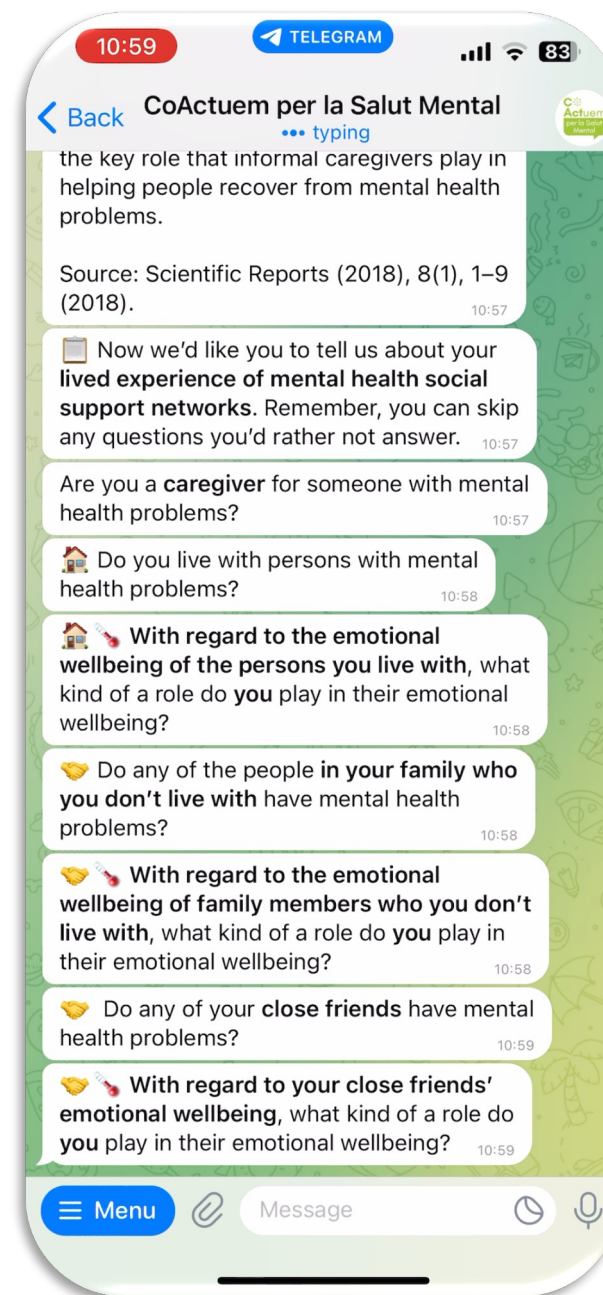 10:59
TELEGRAM
83
Back
CoActuem per la Salut Mental
••• typing
Co
Actuem
per la Salut
Mental
the key role that informal caregivers play in
helping people recover from mental health
problems.
Source: Scientific Reports (2018), 8(1), 1–9
(2018).
10:57
📋 Now we’d like you to tell us about your
lived experience of mental health social
support networks. Remember, you can skip
any questions you’d rather not answer. 10:57
Are you a caregiver for someone with mental
health problems? 10:57
🏠 Do you live with persons with mental
health problems? 10:58
🏠🌡️ With regard to the emotional
wellbeing of the persons you live with, what
kind of a role do you play in their emotional
wellbeing? 10:58
🤝 Do any of the people in your family who
you don’t live with have mental health
problems? 10:58
🤝🌡️ With regard to the emotional
wellbeing of family members who you don’t
live with, what kind of a role do you play in
their emotional wellbeing? 10:58
🤝 Do any of your close friends have mental
health problems? 10:59
🤝🌡️ With regard to your close friends’
emotional wellbeing, what kind of a role do
you play in their emotional wellbeing? 10:59
Menu
Message